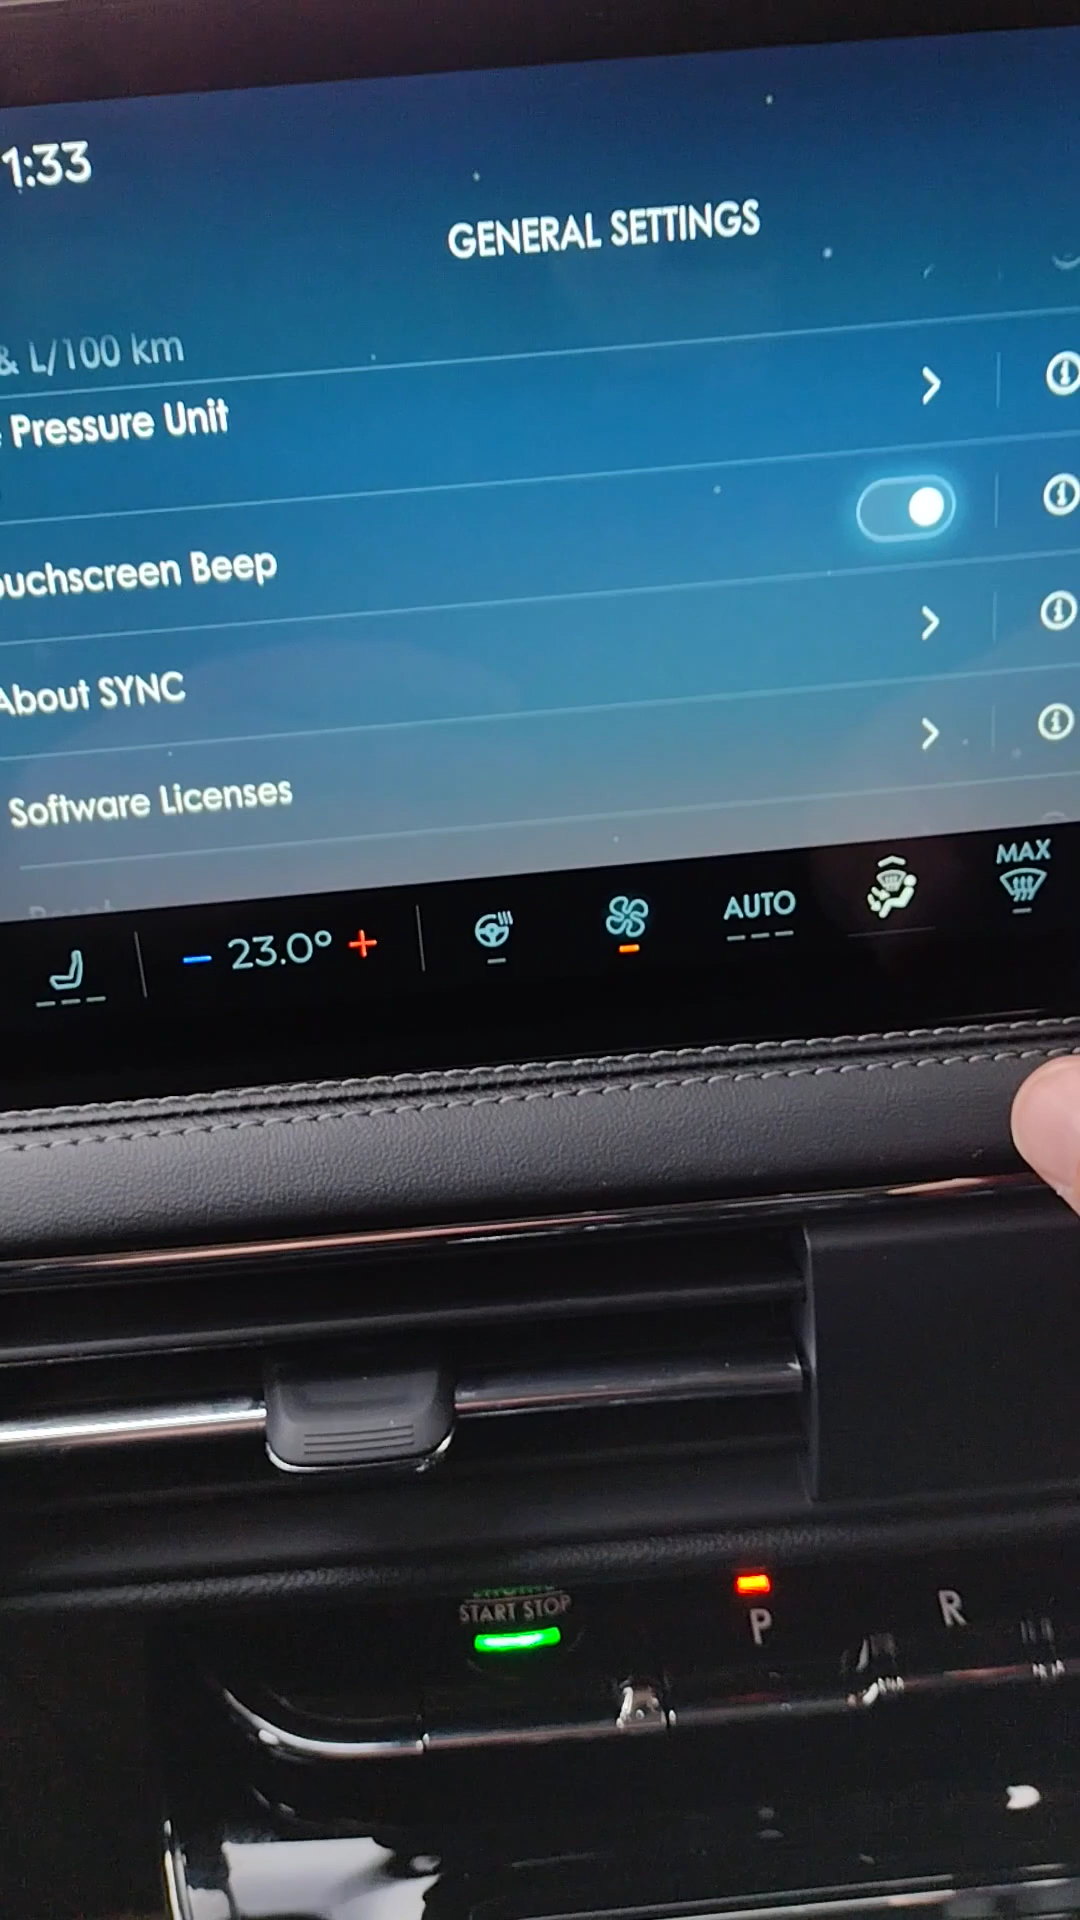 1:33
GENERAL SETTINGS
& L/100 km
Pressure Unit
ouchscreen Beep
About SYNC
Software Licenses
MAX
AUTO
− 23.0° +
START STOP
P
R